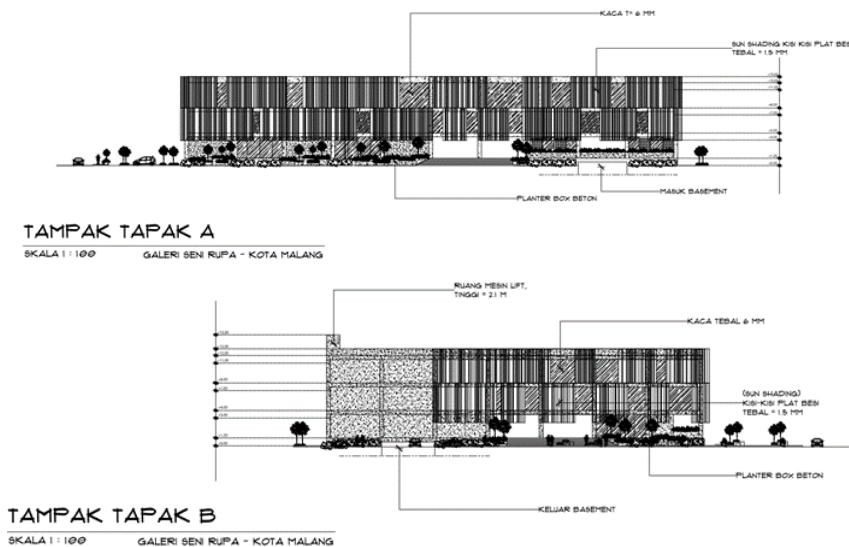 KACA T= 6 MM
SUN SHADING KISI KISI PLAT BESI
TEBAL = 1.5 MM
PLANTER BOX BETON
MASUK BASEMENT
TAMPAK TAPAK A
SKALA 1 : 100 GALERI SENI RUPA - KOTA MALANG
RUANG MESIN LIFT,
TINGGI = 2.1 M
KACA TEBAL 6 MM
(SUN SHADING)
KISI-KISI PLAT BESI
TEBAL = 1.5 MM
PLANTER BOX BETON
KELUAR BASEMENT
TAMPAK TAPAK B
SKALA 1 : 100 GALERI SENI RUPA - KOTA MALANG